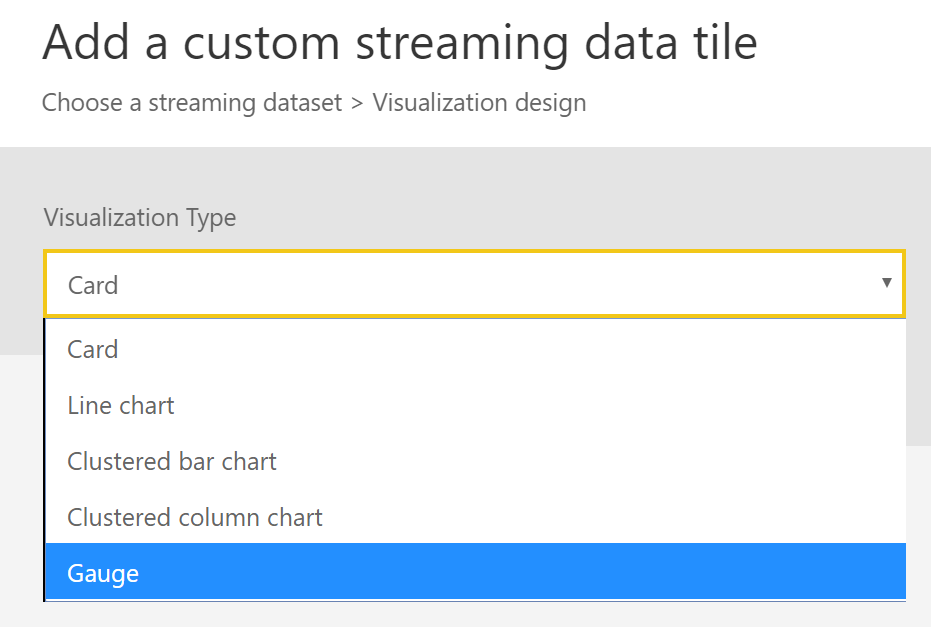 Add a custom streaming data tile
Choose a streaming dataset > Visualization design
Visualization Type
Card
Card
Line chart
Clustered bar chart
Clustered column chart
Gauge